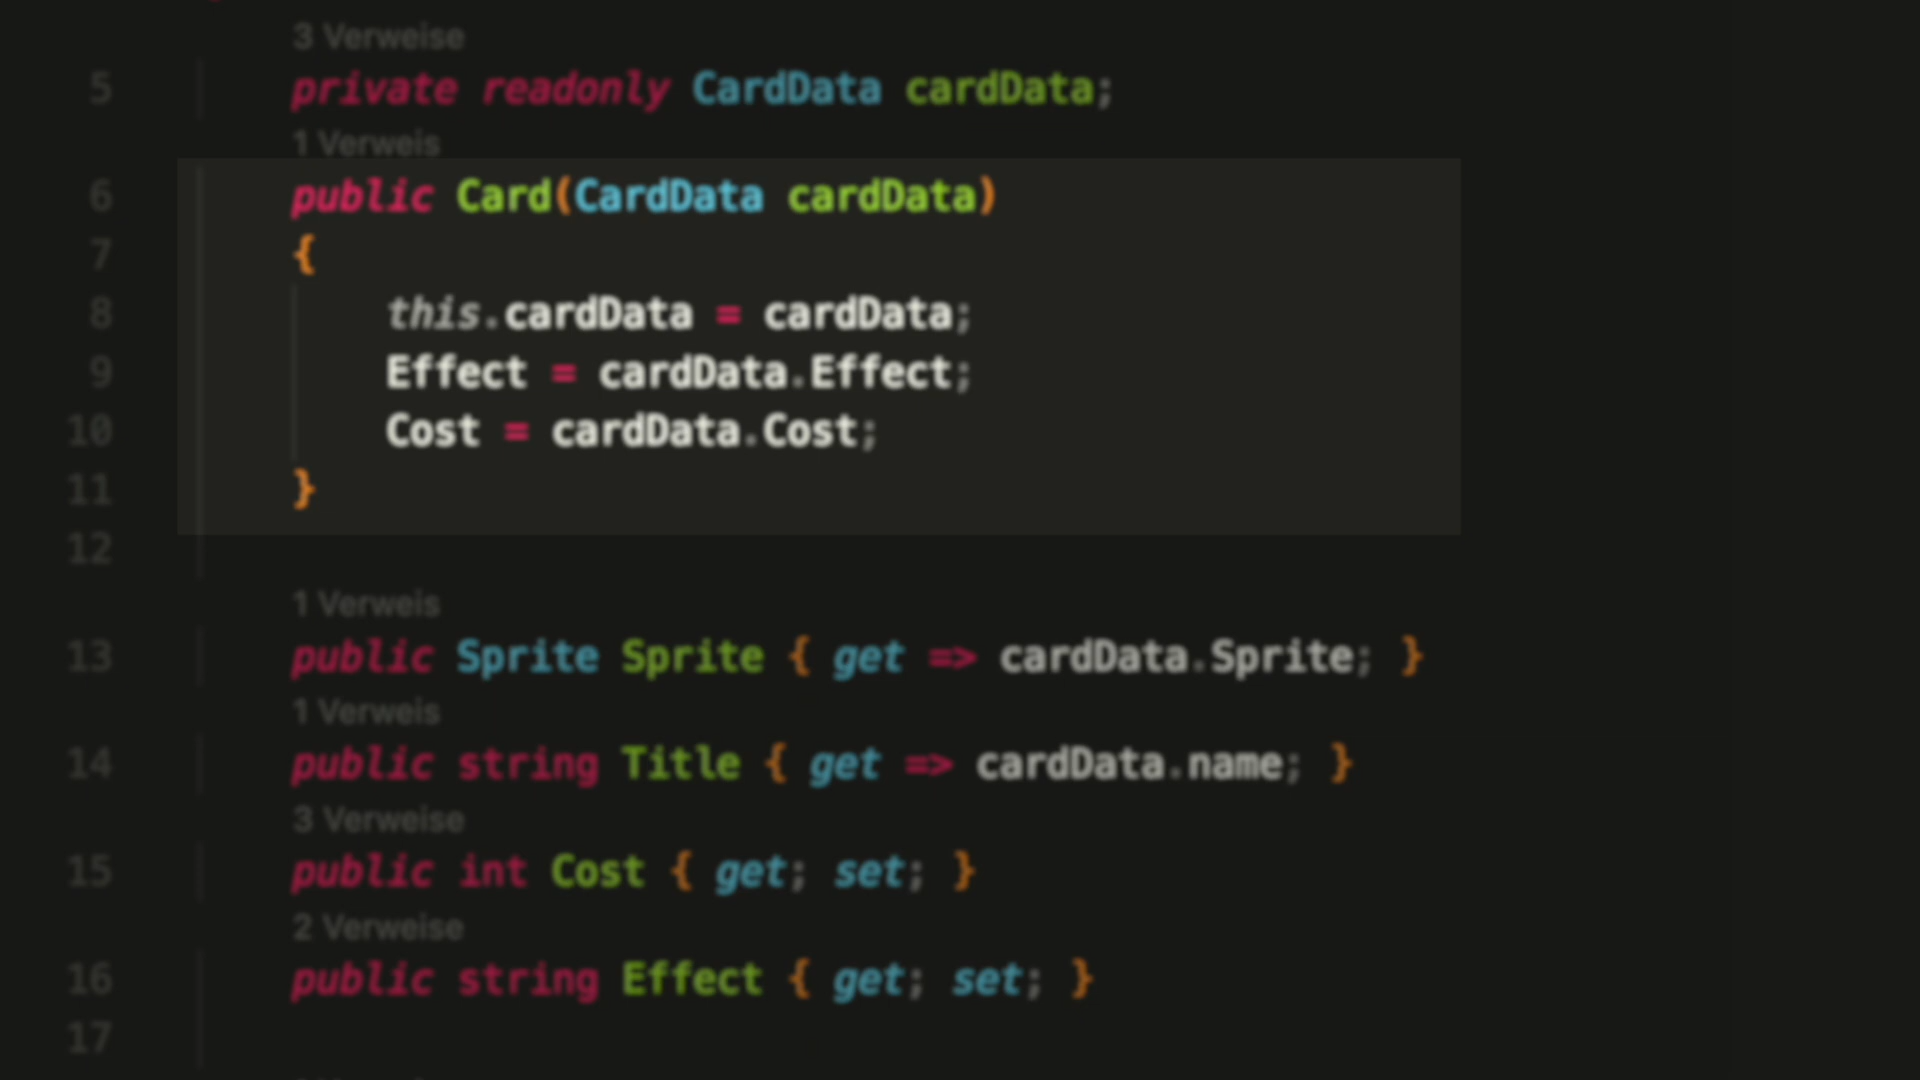 3 Verweise
5 private readonly CardData cardData;
1 Verweis
6 public Card(CardData cardData)
7 {
8 this.cardData = cardData;
9 Effect = cardData.Effect;
10 Cost = cardData.Cost;
11 }
12
1 Verweis
13 public Sprite Sprite { get => cardData.Sprite; }
1 Verweis
14 public string Title { get => cardData.name; }
3 Verweise
15 public int Cost { get; set; }
2 Verweise
16 public string Effect { get; set; }
17